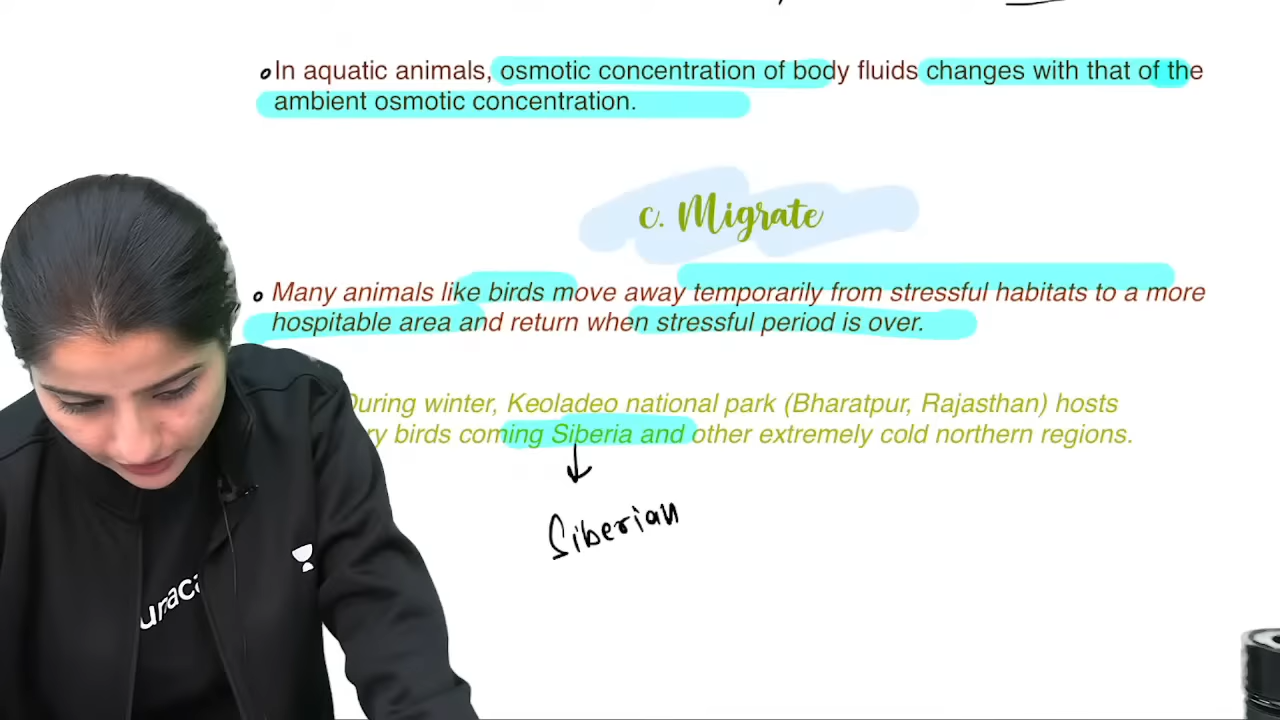 In aquatic animals, osmotic concentration of body fluids changes with that of the
ambient osmotic concentration.
c. Migrate
Many animals like birds move away temporarily from stressful habitats to a more
hospitable area and return when stressful period is over.
During winter, Keoladeo national park (Bharatpur, Rajasthan) hosts
birds coming Siberia and other extremely cold northern regions.
Siberian